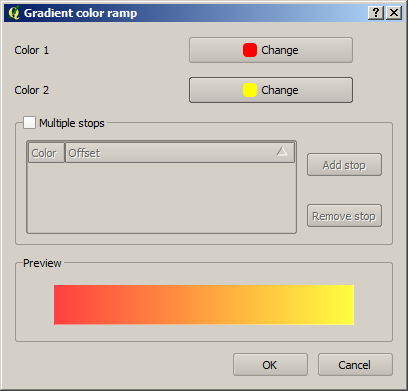 Gradient color ramp
Color 1 Change
Color 2 Change
Multiple stops
Color Offset
Add stop
Remove stop
Preview
OK Cancel